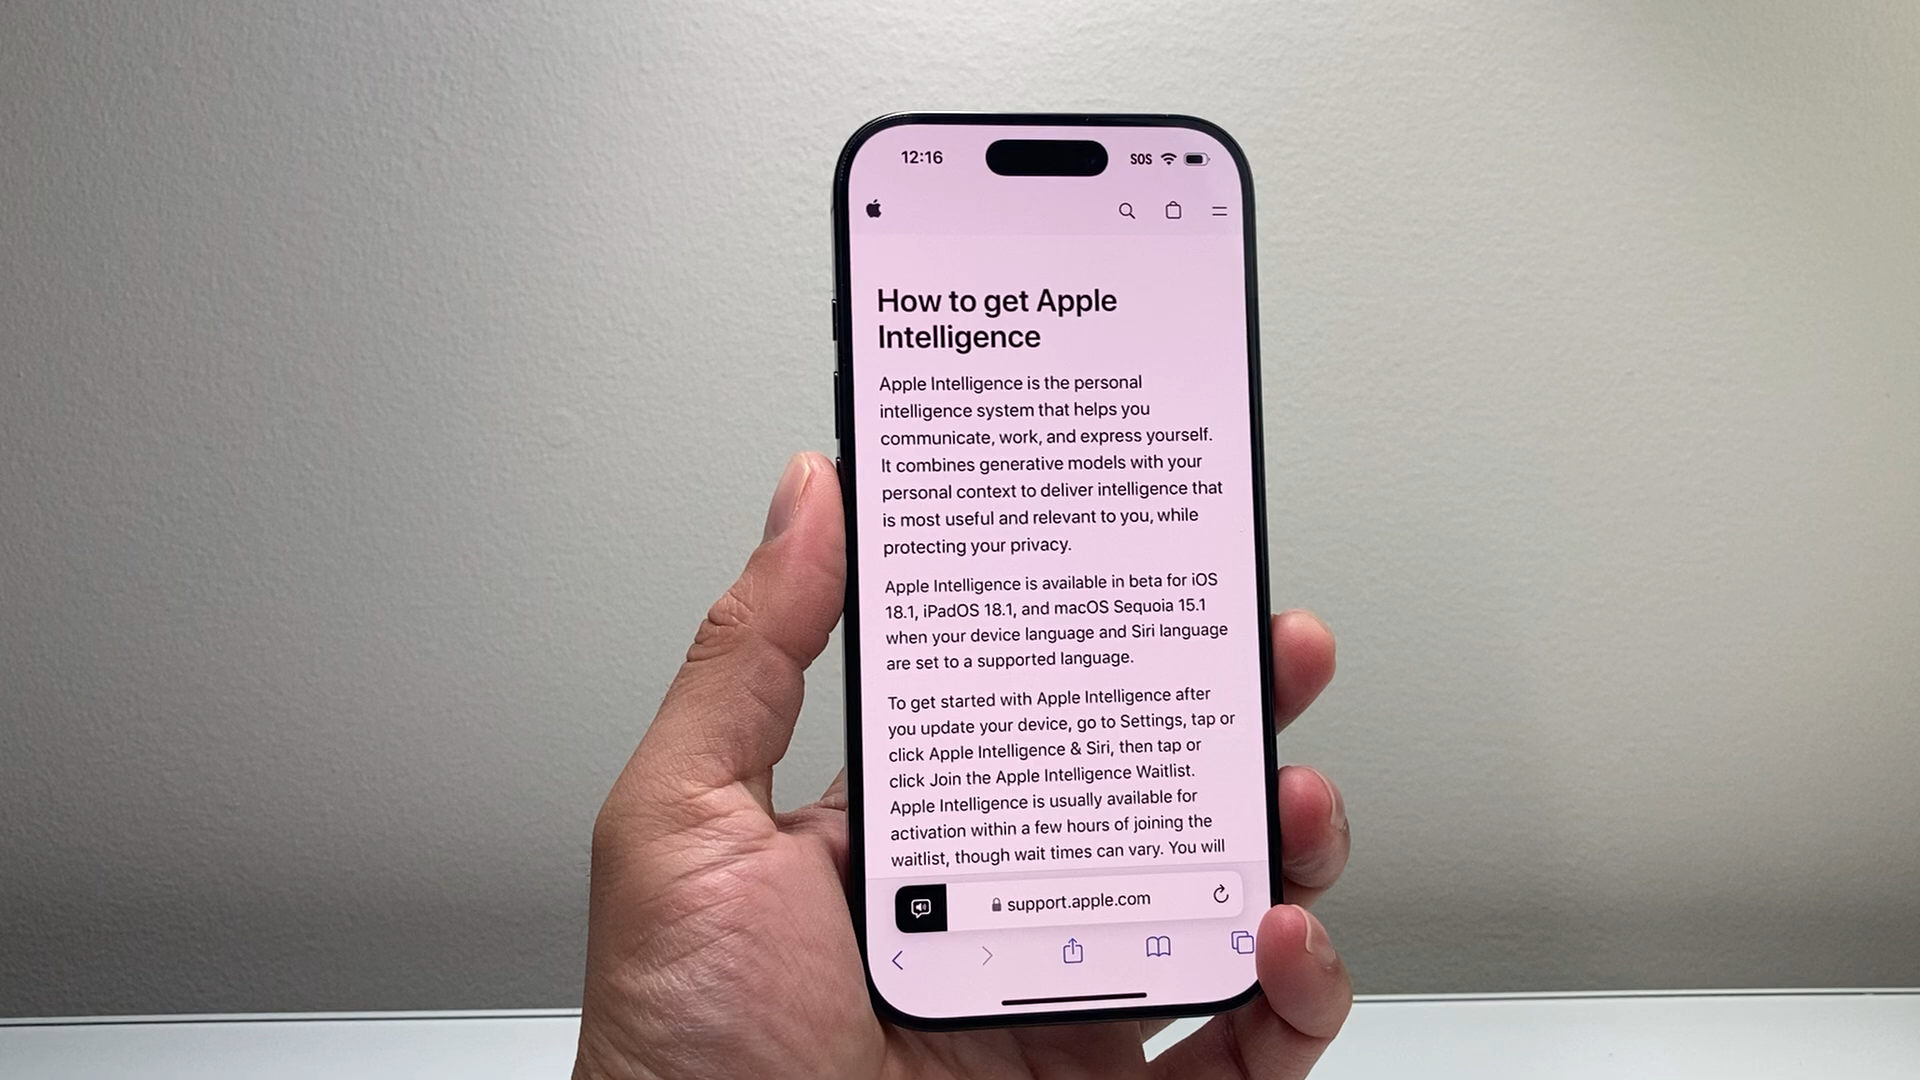 12:16
SOS
How to get Apple
Intelligence
Apple Intelligence is the personal
intelligence system that helps you
communicate, work, and express yourself.
It combines generative models with your
personal context to deliver intelligence that
is most useful and relevant to you, while
protecting your privacy.
Apple Intelligence is available in beta for iOS
18.1, iPadOS 18.1, and macOS Sequoia 15.1
when your device language and Siri language
are set to a supported language.
To get started with Apple Intelligence after
you update your device, go to Settings, tap or
click Apple Intelligence & Siri, then tap or
click Join the Apple Intelligence Waitlist.
Apple Intelligence is usually available for
activation within a few hours of joining the
waitlist, though wait times can vary. You will
support.apple.com